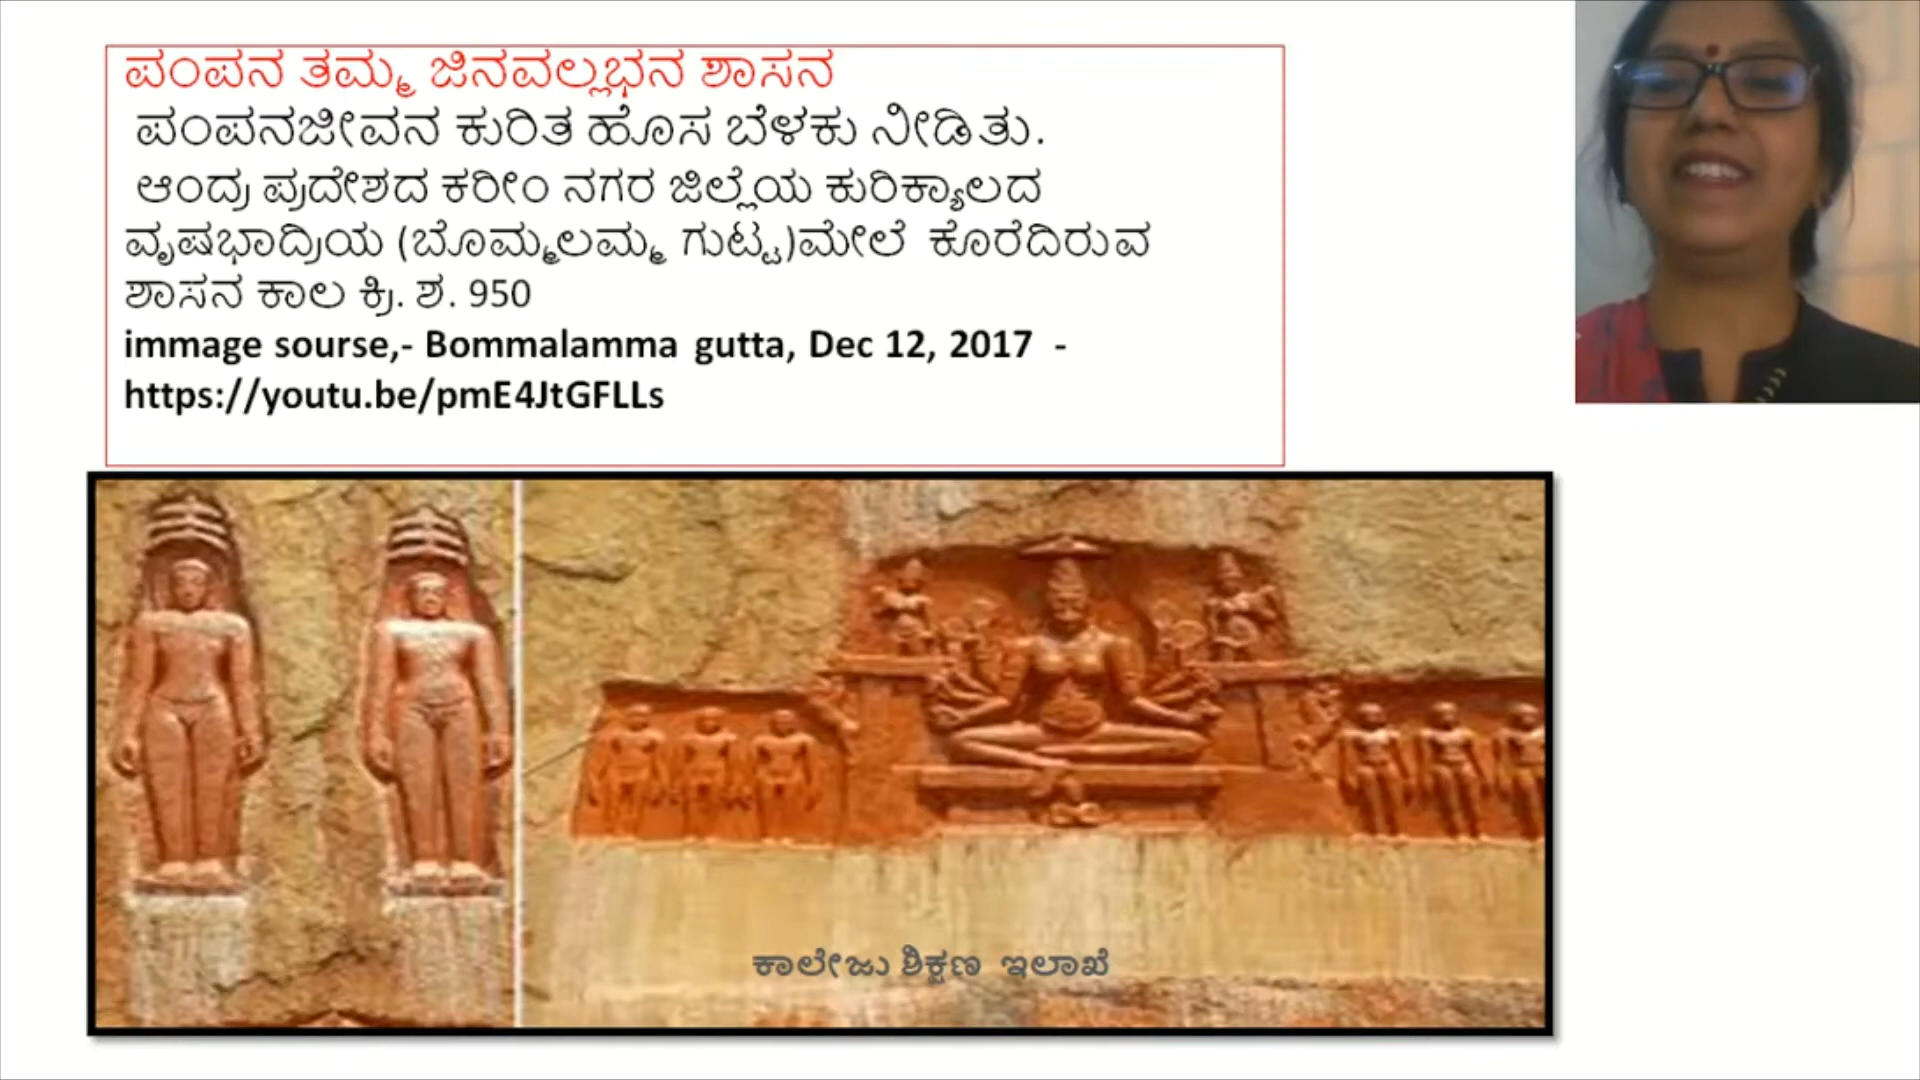 ಪಂಪನ ತಮ್ಮ ಜಿನವಲ್ಲಭನ ಶಾಸನ
ಪಂಪನಜೀವನ ಕುರಿತ ಹೊಸ ಬೆಳಕು ನೀಡಿತು.
ಆಂದ್ರ ಪ್ರದೇಶದ ಕರೀಂ ನಗರ ಜಿಲ್ಲೆಯ ಕುರಿಕ್ಯಾಲದ
ವೃಷಭಾದ್ರಿಯ (ಬೊಮ್ಮಲಮ್ಮ ಗುಟ್ಟ)ಮೇಲೆ ಕೊರೆದಿರುವ
ಶಾಸನ ಕಾಲ ಕ್ರಿ. ಶ. 950
immage sourse,- Bommalamma gutta, Dec 12, 2017 -
https://youtu.be/pmE4JtGFLLs
ಕಾಲೇಜು ಶಿಕ್ಷಣ ಇಲಾಖೆ